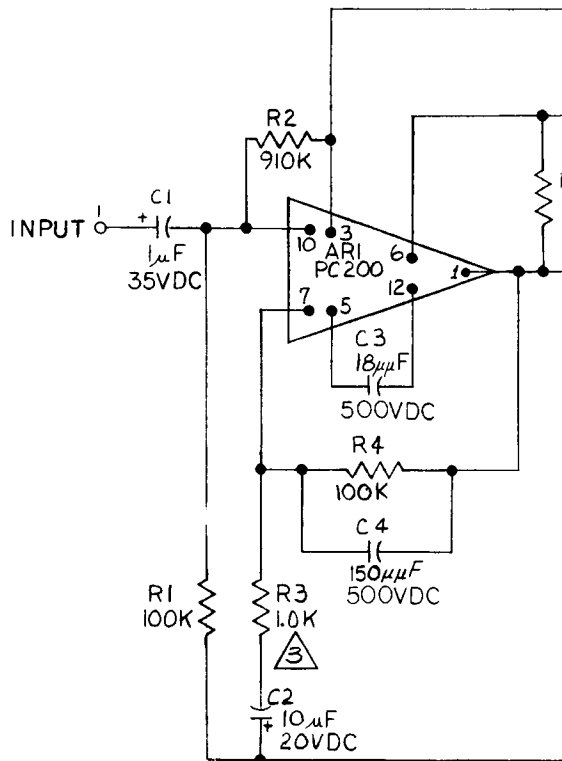 R2
910K
1
C1
+
INPUT
1µF
35VDC
10
3
AR1
PC200
6
1
7
5
12
C3
18µµF
500VDC
R4
100K
C4
150µµF
500VDC
R1
100K
R3
1.0K
3
C2
+
10µF
20VDC